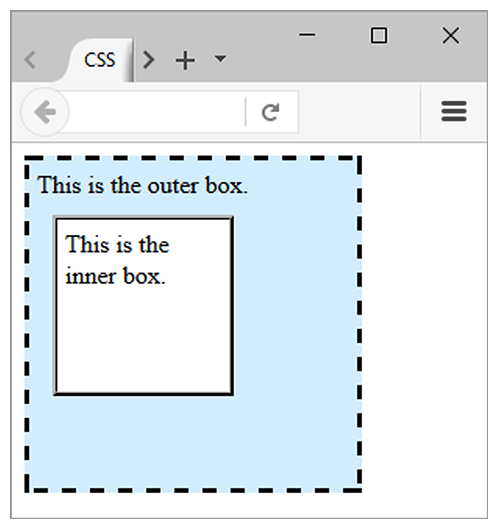 CSS
This is the outer box.
This is the
inner box.